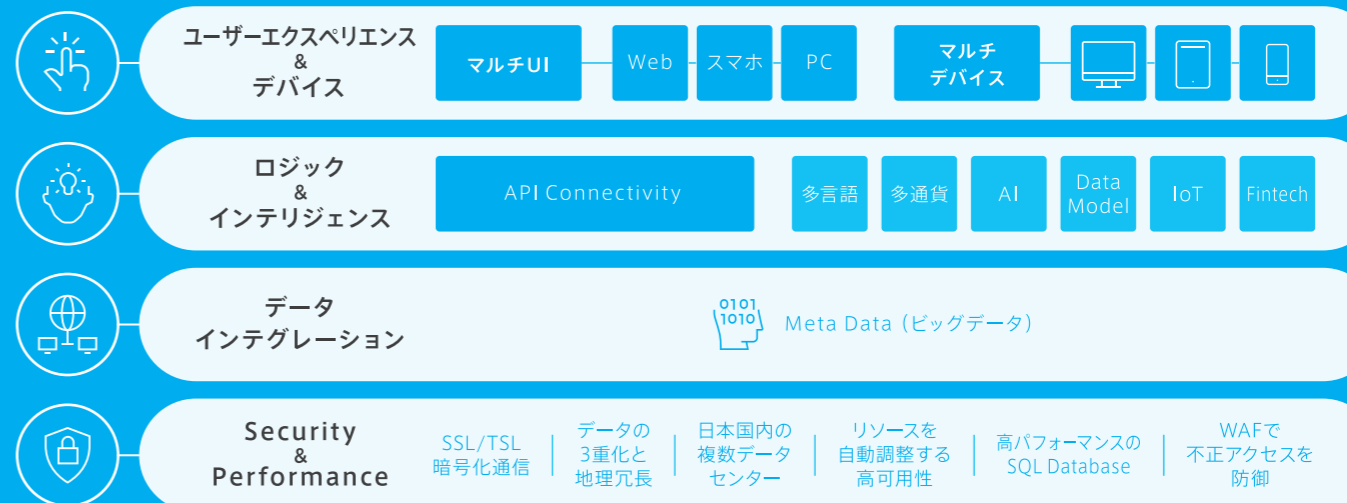 ユーザーエクスペリエンス
&
デバイス
マルチUI
Web
スマホ
PC
マルチ
デバイス
ロジック
&
インテリジェンス
API Connectivity
多言語
多通貨
AI
Data
Model
IoT
Fintech
データ
インテグレーション
0101
1010
Meta Data（ビッグデータ）
Security
&
Performance
SSL/TSL
暗号化通信
データの
3重化と
地理冗長
日本国内の
複数データ
センター
リソースを
自動調整する
高可用性
高パフォーマンスの
SQL Database
WAFで
不正アクセスを
防御